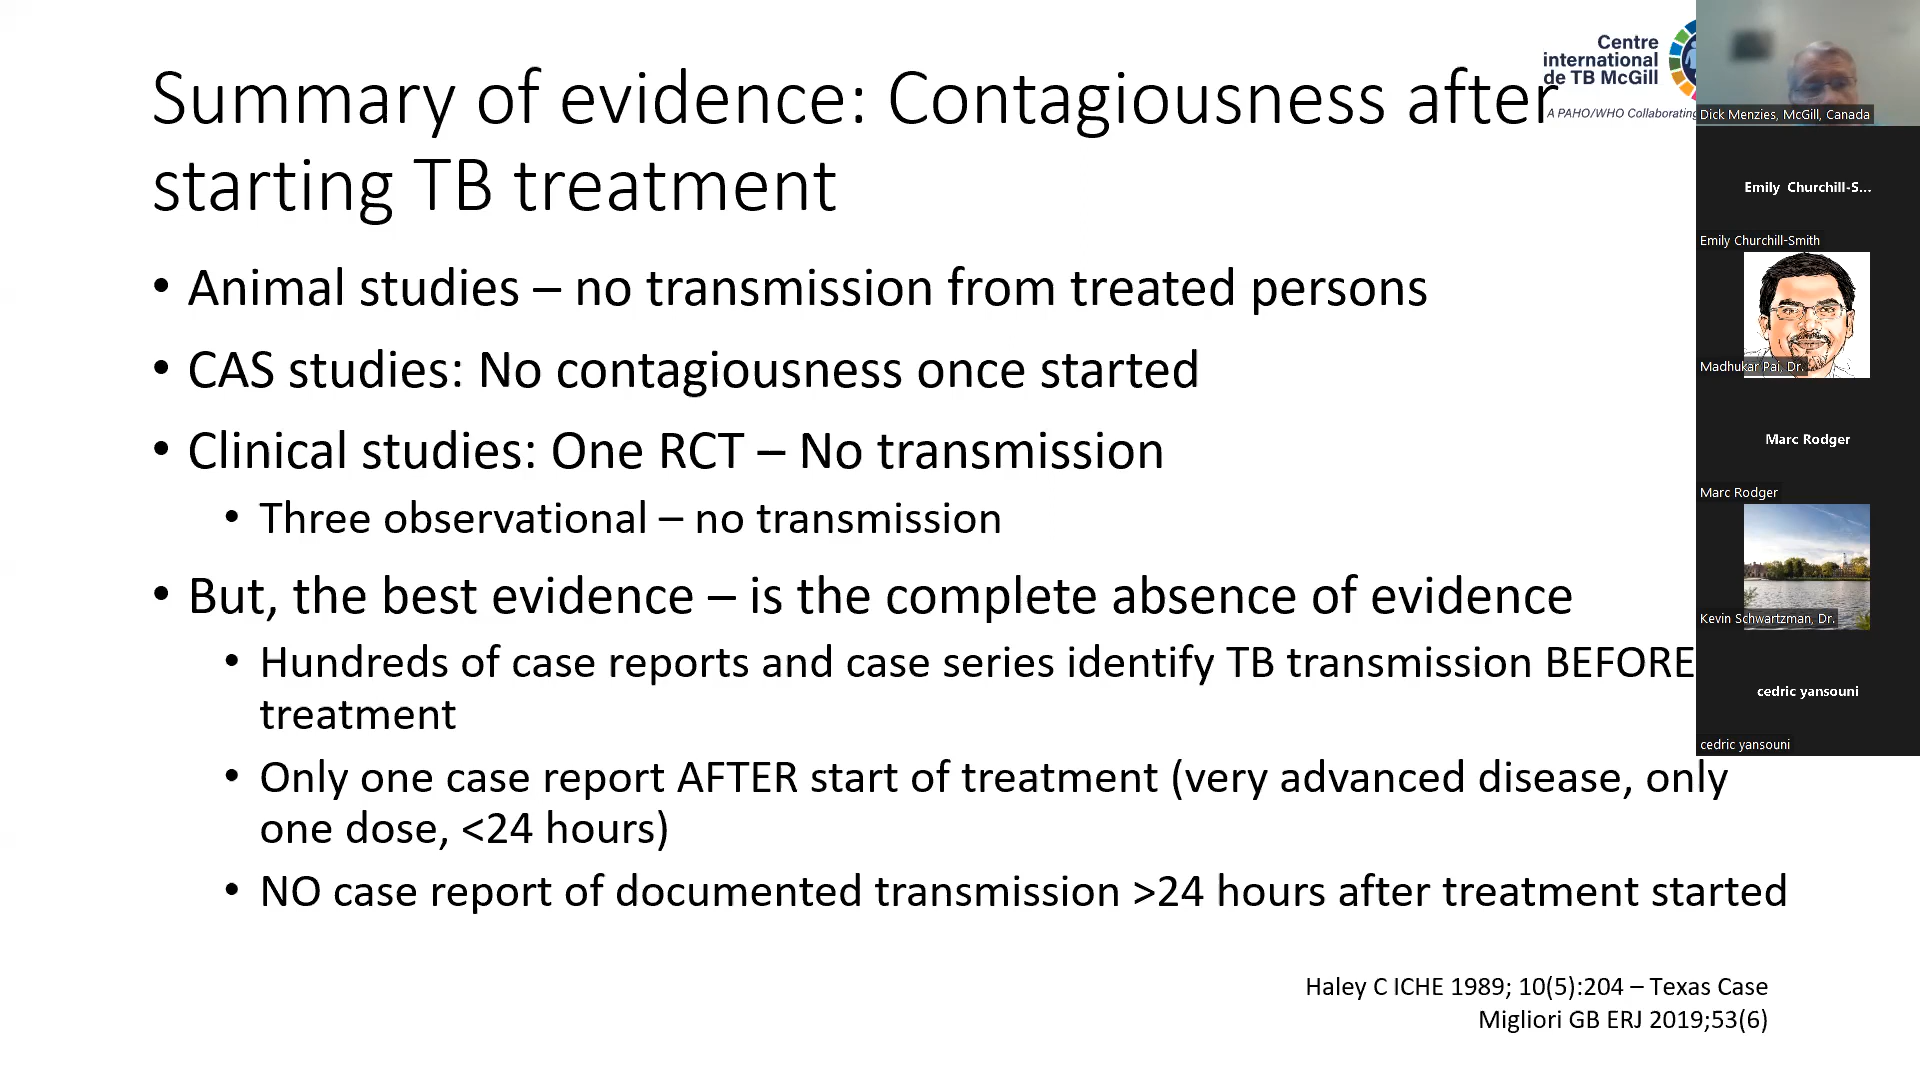 Summary of evidence: Contagiousness after
starting TB treatment
• Animal studies – no transmission from treated persons
• CAS studies: No contagiousness once started
• Clinical studies: One RCT – No transmission
• Three observational – no transmission
• But, the best evidence – is the complete absence of evidence
• Hundreds of case reports and case series identify TB transmission BEFORE
treatment
• Only one case report AFTER start of treatment (very advanced disease, only
one dose, <24 hours)
• NO case report of documented transmission >24 hours after treatment started
Haley C ICHE 1989; 10(5):204 – Texas Case
Migliori GB ERJ 2019;53(6)
Centre
international
de TB McGill
A PAHO/WHO Collaborating
Dick Menzies, McGill, Canada
Emily Churchill-S...
Emily Churchill-Smith
Madhukar Pai, Dr.
Marc Rodger
Marc Rodger
Kevin Schwartzman, Dr.
cedric yansouni
cedric yansouni